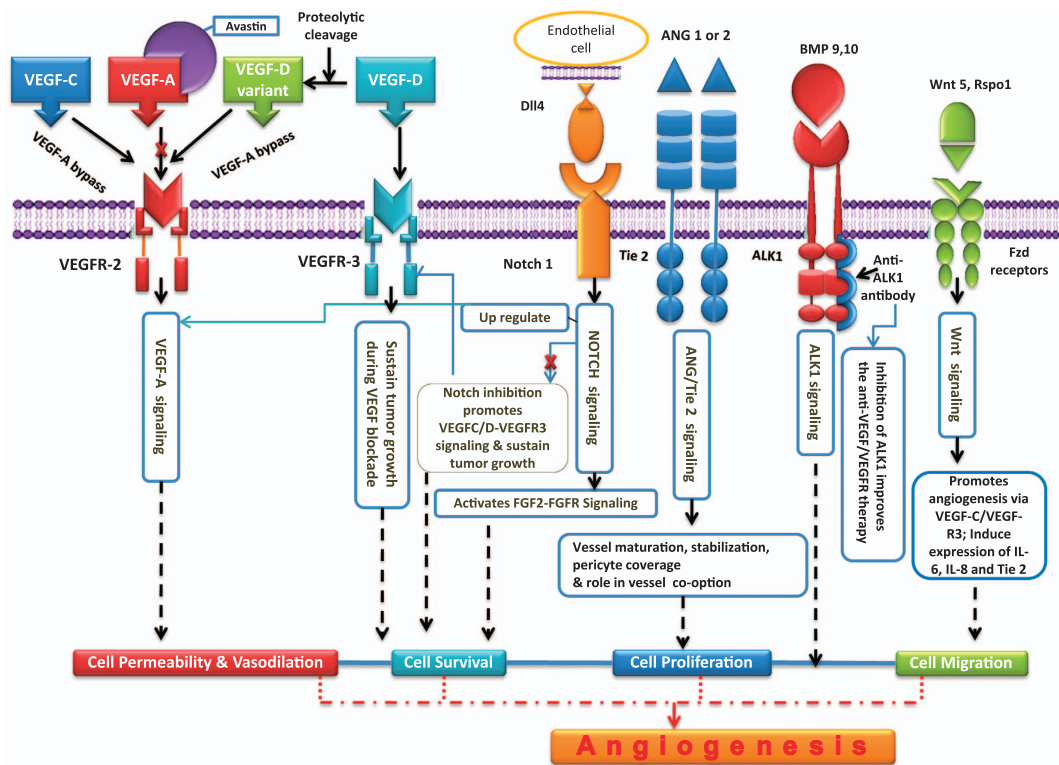 Avastin
Proteolytic
cleavage
Endothelial
cell
ANG 1 or 2
BMP 9,10
Wnt 5, Rspo1
VEGF-C
VEGF-A
VEGF-D
variant
VEGF-D
Dll4
VEGF-A bypass
VEGF-A bypass
X
VEGFR-2
VEGFR-3
Notch 1
Tie 2
ALK1
Anti-
ALK1
antibody
Fzd
receptors
VEGF-A signaling
Sustain tumor growth
during VEGF blockade
Up regulate
X
Notch inhibition
promotes
VEGFC/D-VEGFR3
signaling & sustain
tumor growth
NOTCH signaling
ANG/Tie 2 signaling
ALK1 signaling
Inhibition of ALK1 improves
the anti-VEGF/VEGFR therapy
Wnt signaling
Activates FGF2-FGFR Signaling
Promotes
angiogenesis via
VEGF-C/VEGF-
R3; Induce
expression of IL-
6, IL-8 and Tie 2
Vessel maturation, stabilization,
pericyte coverage
& role in vessel co-option
Cell Permeability & Vasodilation
Cell Survival
Cell Proliferation
Cell Migration
Angiogenesis